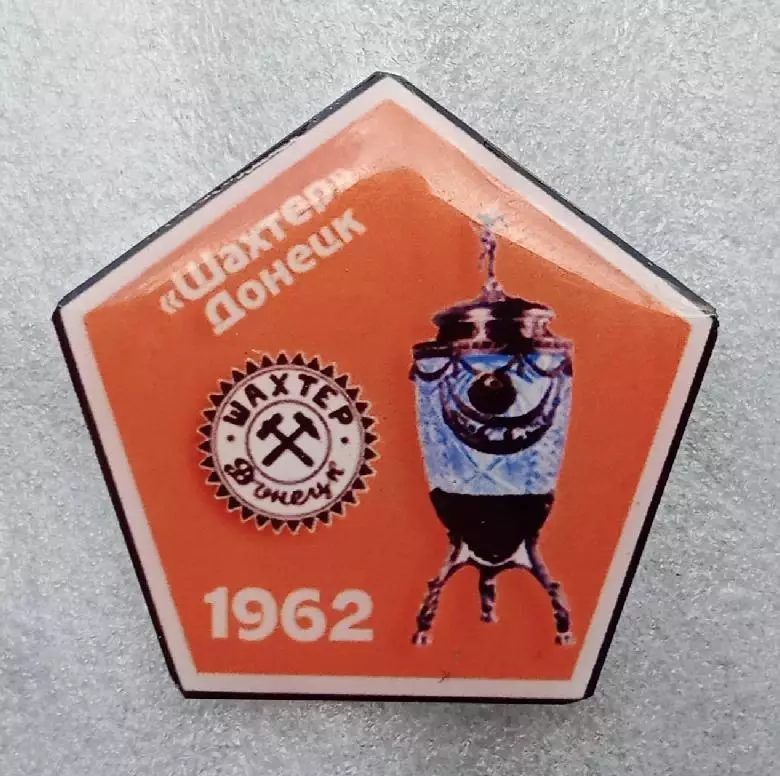 «Шахтер»
Донецк
ШАХТЕР
Донецк
1962